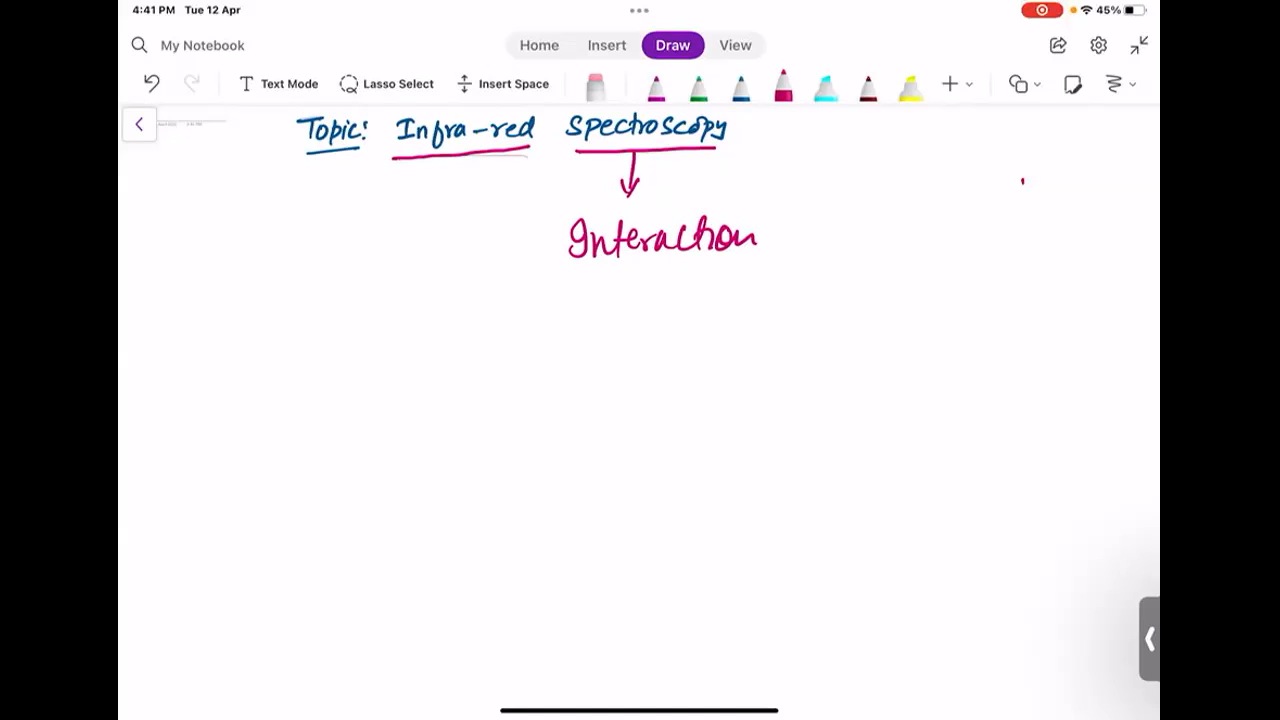 4:41 PM Tue 12 Apr
45%
My Notebook
Home Insert Draw View
Text Mode Lasso Select Insert Space
Topic: Infra-red Spectroscopy
Interaction